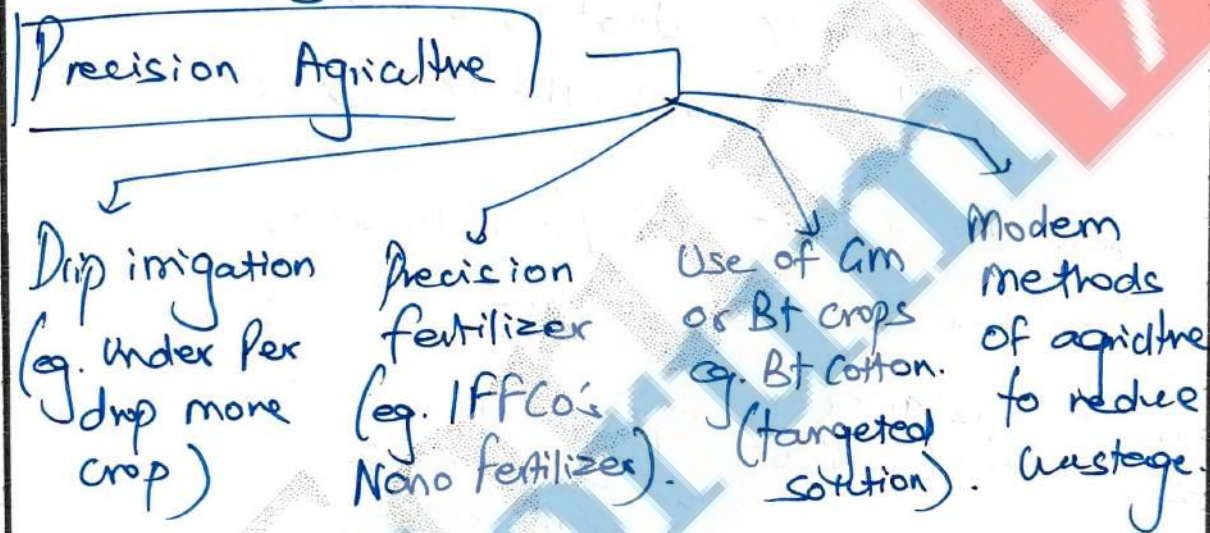 Precision Agricultre
Drip irrigation
(eg. Under Per
drop more
crop)
Precision
fertilizer
(eg. IFFCo's
Nano fertilizer).
Use of Gm
or Bt crops
eg. Bt Cotton.
(targeted
solution).
Modern
methods
of agricltre
to reduce
wastage.